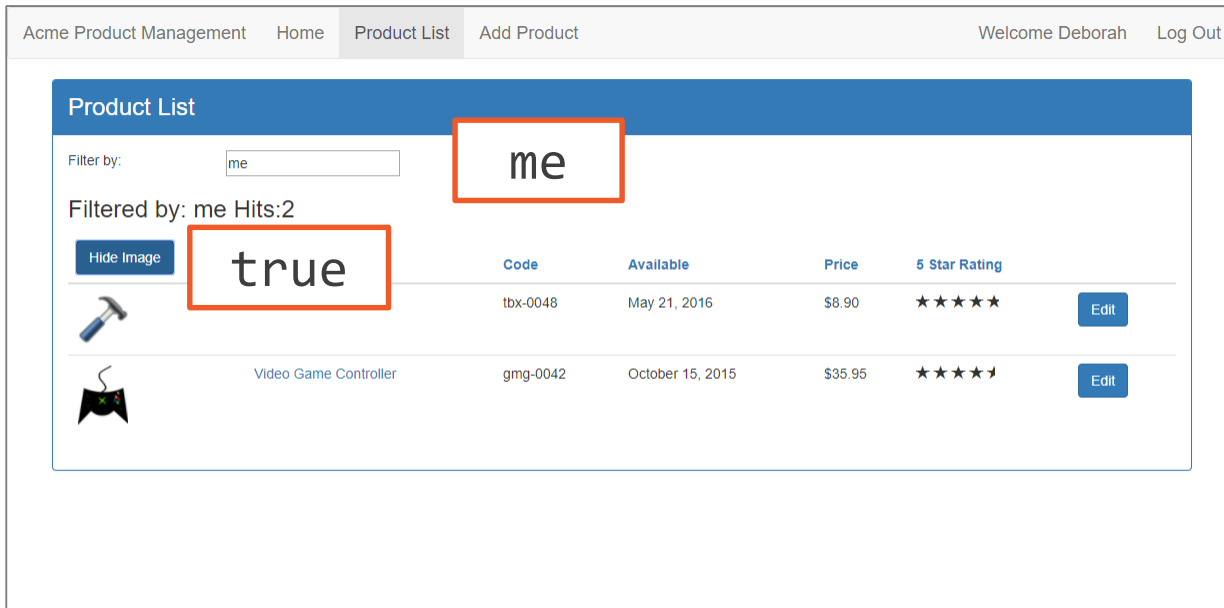 Acme Product Management Home Product List Add Product Welcome Deborah Log Out
Product List
Filter by: me
me
Filtered by: me Hits:2
Hide Image
true
Code Available Price 5 Star Rating
tbx-0048 May 21, 2016 $8.90 Edit
Video Game Controller gmg-0042 October 15, 2015 $35.95 Edit